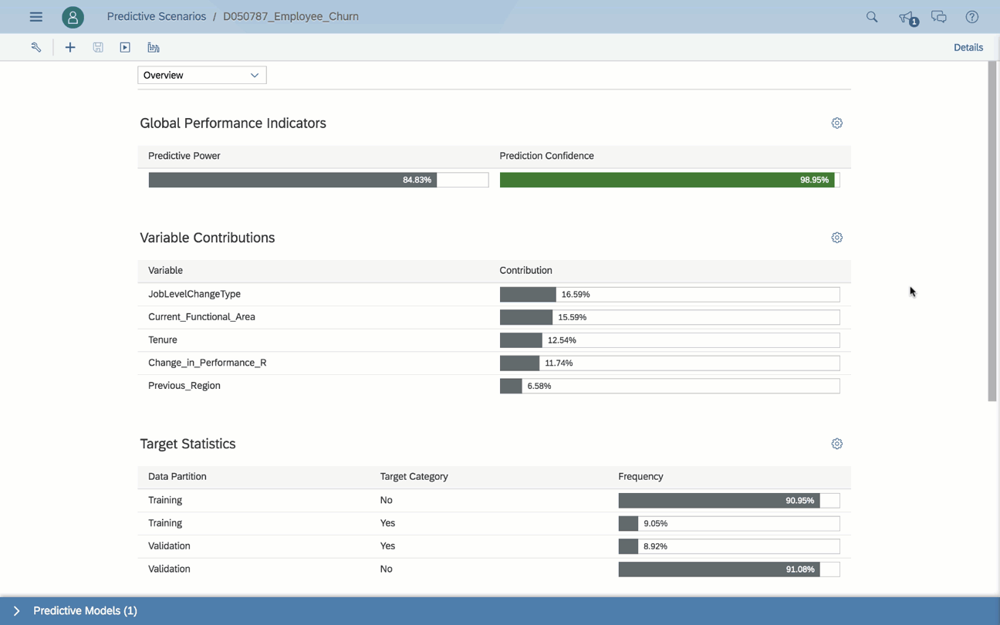 Predictive Scenarios / D050787_Employee_Churn
1
Details
Overview
Global Performance Indicators
Predictive Power Prediction Confidence
84.83% 98.95%
Variable Contributions
Variable Contribution
JobLevelChangeType 16.59%
Current_Functional_Area 15.59%
Tenure 12.54%
Change_in_Performance_R 11.74%
Previous_Region 6.58%
Target Statistics
Data Partition Target Category Frequency
Training No 90.95%
Training Yes 9.05%
Validation Yes 8.92%
Validation No 91.08%
Predictive Models (1)